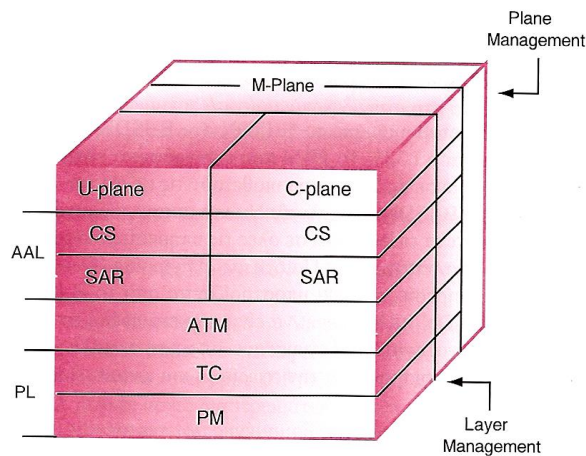 Plane
Management
M-Plane
U-plane C-plane
AAL
CS CS
SAR SAR
ATM
PL
TC
PM
Layer
Management